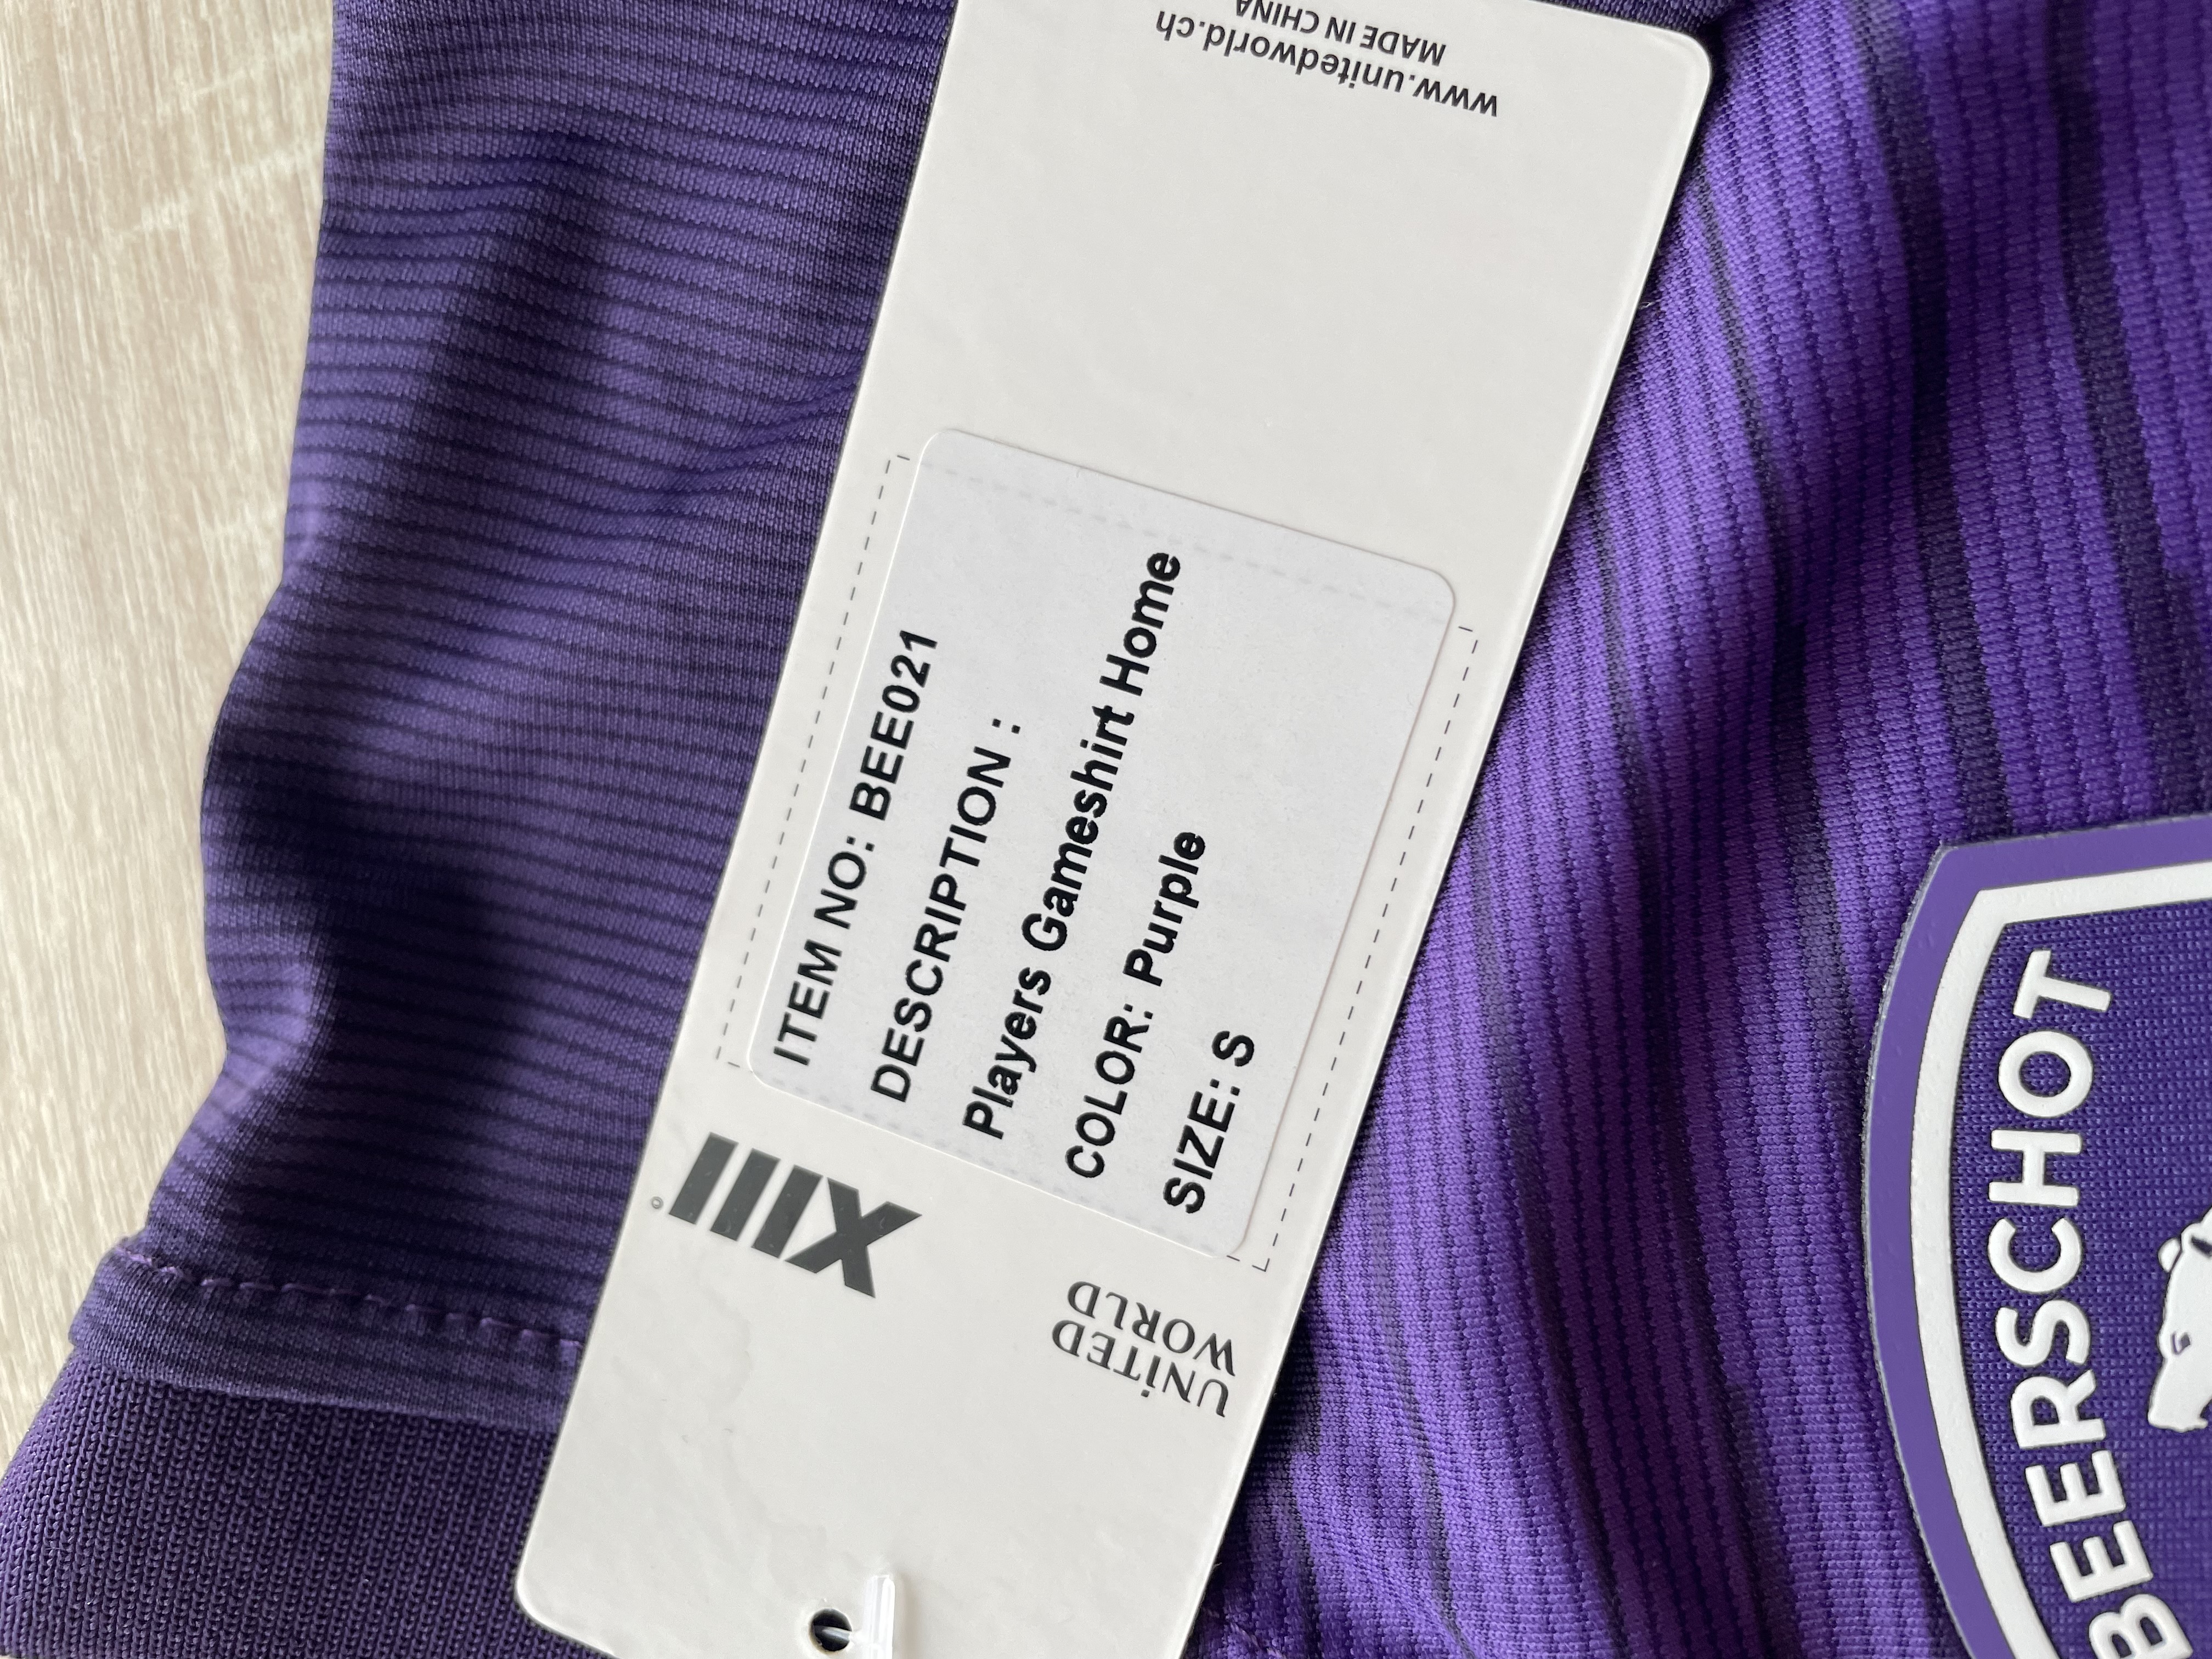 ITEM NO: BEE021
DESCRIPTION :
Players Gameshirt Home
COLOR: Purple
SIZE: S
XIII
UNITED
WORLD
www.unitedworld.ch
MADE IN CHINA
BEERSCHOT